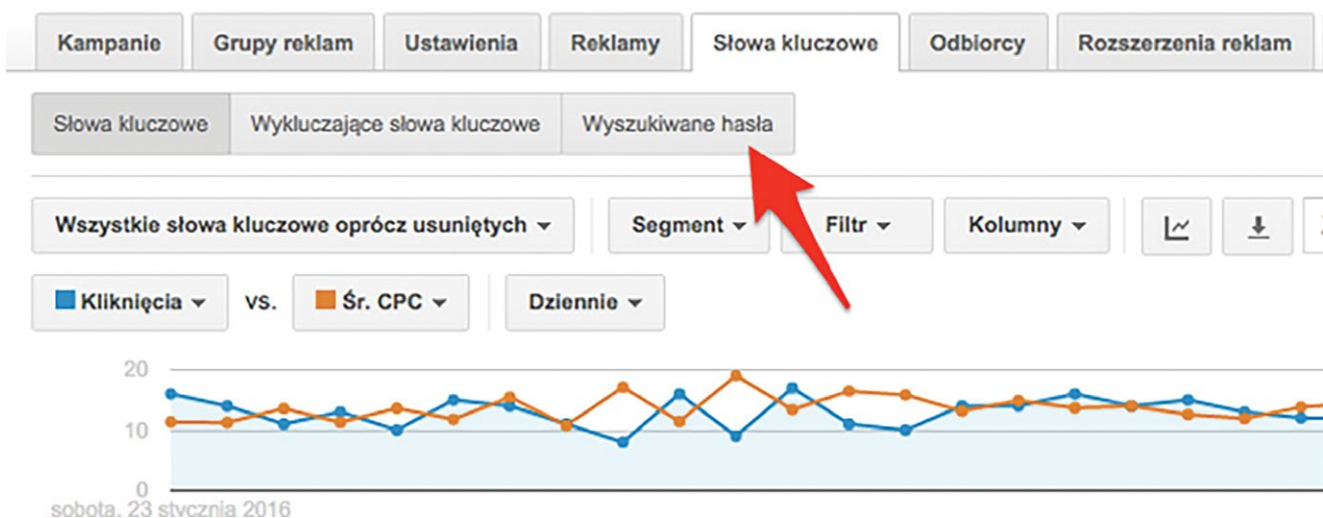 Kampanie Grupy reklam Ustawienia Reklamy Słowa kluczowe Odbiorcy Rozszerzenia reklam
Słowa kluczowe Wykluczające słowa kluczowe Wyszukiwane hasła
Wszystkie słowa kluczowe oprócz usuniętych Segment Filtr Kolumny
Kliknięcia vs. Śr. CPC Dziennie
20
10
0
sobota, 23 stycznia 2016